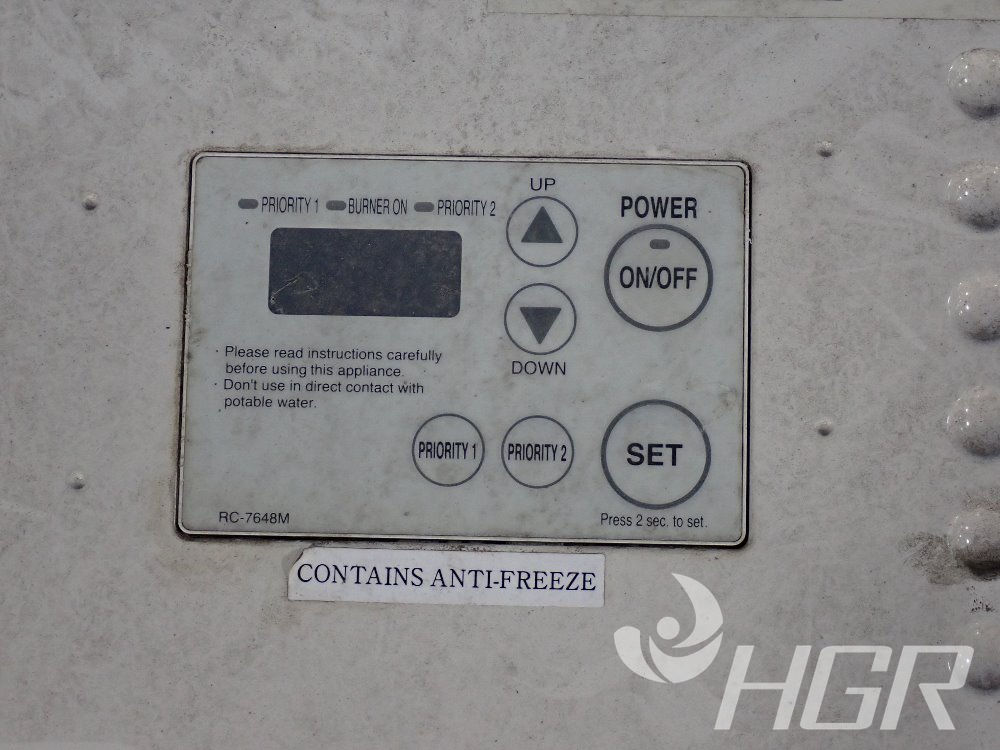 PRIORITY 1 BURNER ON PRIORITY 2
UP
DOWN
POWER
ON/OFF
· Please read instructions carefully
before using this appliance.
· Don't use in direct contact with
potable water.
PRIORITY 1
PRIORITY 2
SET
Press 2 sec. to set.
RC-7648M
CONTAINS ANTI-FREEZE
HGR